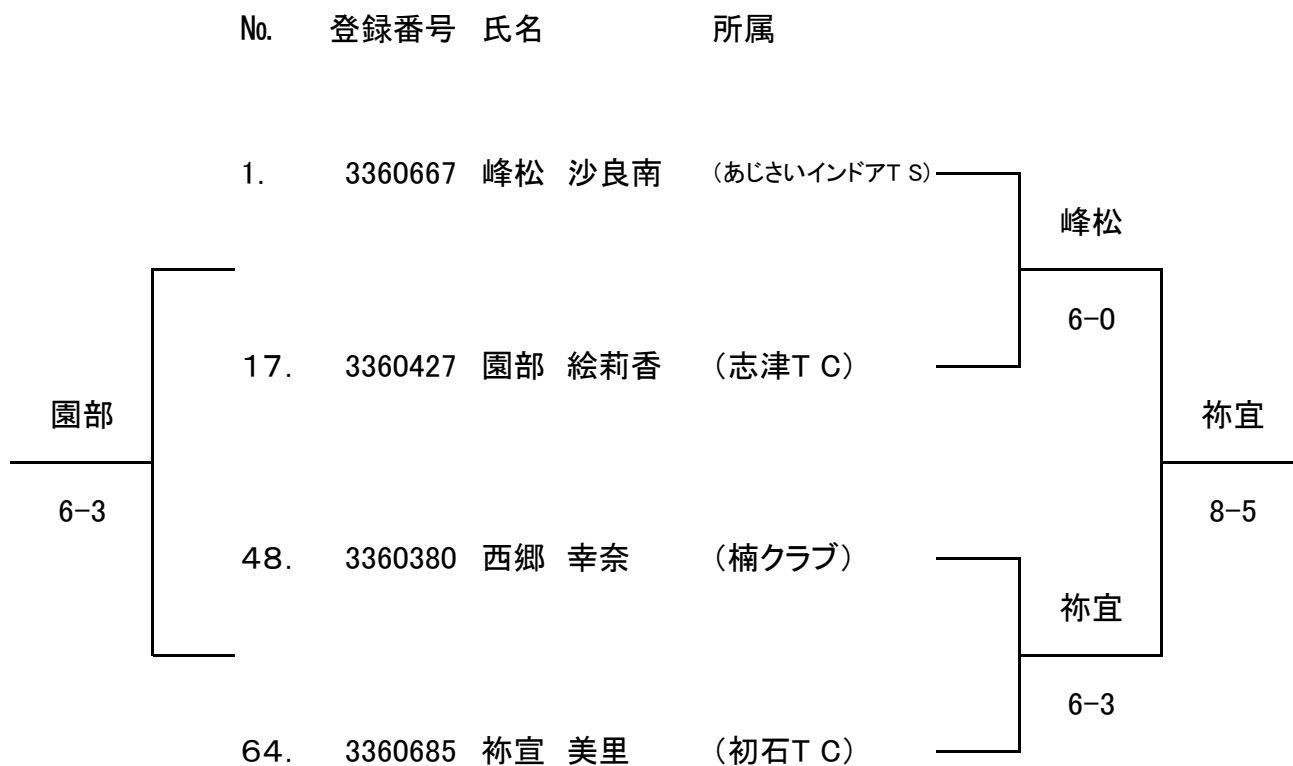 № 登録番号 氏名 所属
1. 3360667 峰松 沙良南 (あじさいインドアTS)
峰松
6-0
17. 3360427 園部 絵莉香 (志津TC)
園部
祢宜
6-3
8-5
48. 3360380 西郷 幸奈 (楠クラブ)
祢宜
6-3
64. 3360685 袮宣 美里 (初石TC)